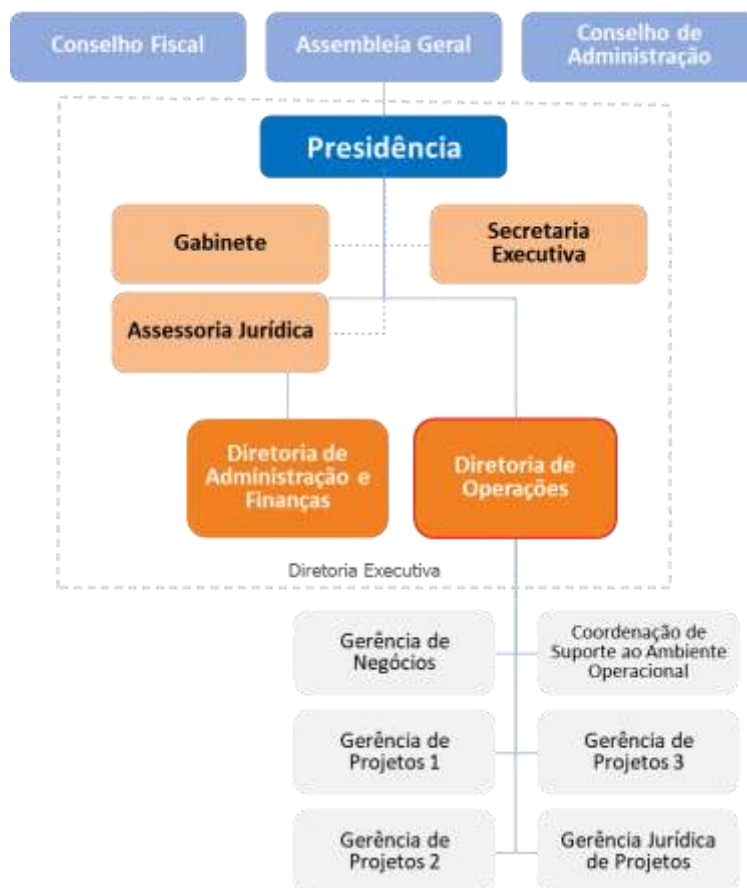 Conselho Fiscal
Assembleia Geral
Conselho de
Administração
Presidência
Gabinete
Secretaria
Executiva
Assessoria Jurídica
Diretoria de
Administração e
Finanças
Diretoria de
Operações
Diretoria Executiva
Gerência de
Negócios
Coordenação de
Suporte ao Ambiente
Operacional
Gerência de
Projetos 1
Gerência de
Projetos 3
Gerência de
Projetos 2
Gerência Jurídica
de Projetos